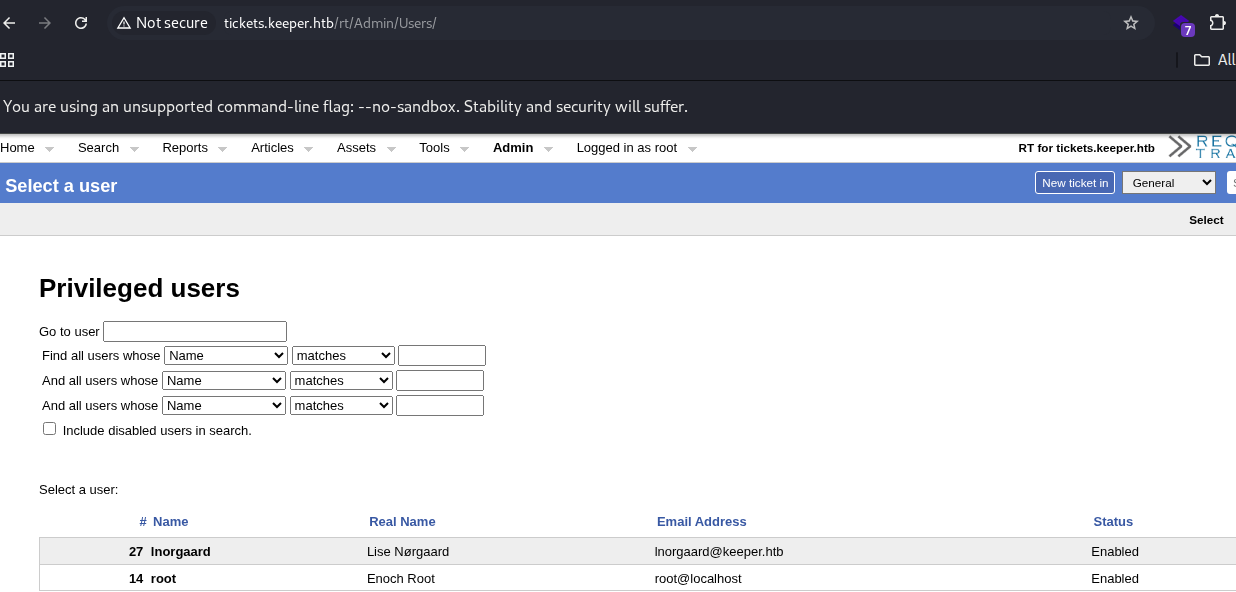 Not secure tickets.keeper.htb/rt/Admin/Users/
7
All
You are using an unsupported command-line flag: --no-sandbox. Stability and security will suffer.
Home Search Reports Articles Assets Tools Admin Logged in as root RT for tickets.keeper.htb
Select a user New ticket in General
Select
Privileged users
Go to user
Find all users whose Name matches
And all users whose Name matches
And all users whose Name matches
Include disabled users in search.
Select a user:
# Name Real Name Email Address Status
27 lnorgaard Lise Nørgaard lnorgaard@keeper.htb Enabled
14 root Enoch Root root@localhost Enabled